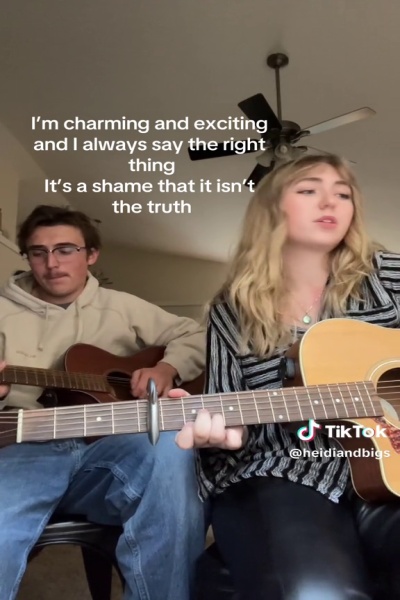 I'm charming and exciting
and I always say the right
thing
It's a shame that it isn't
the truth
TikTok
@heidiandbigs